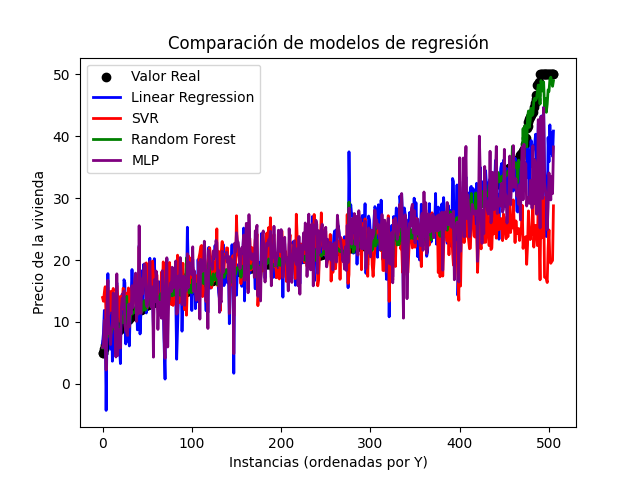 Comparación de modelos de regresión
Valor Real
Linear Regression
SVR
Random Forest
MLP
50
40
30
20
10
0
Precio de la vivienda
0 100 200 300 400 500
Instancias (ordenadas por Y)